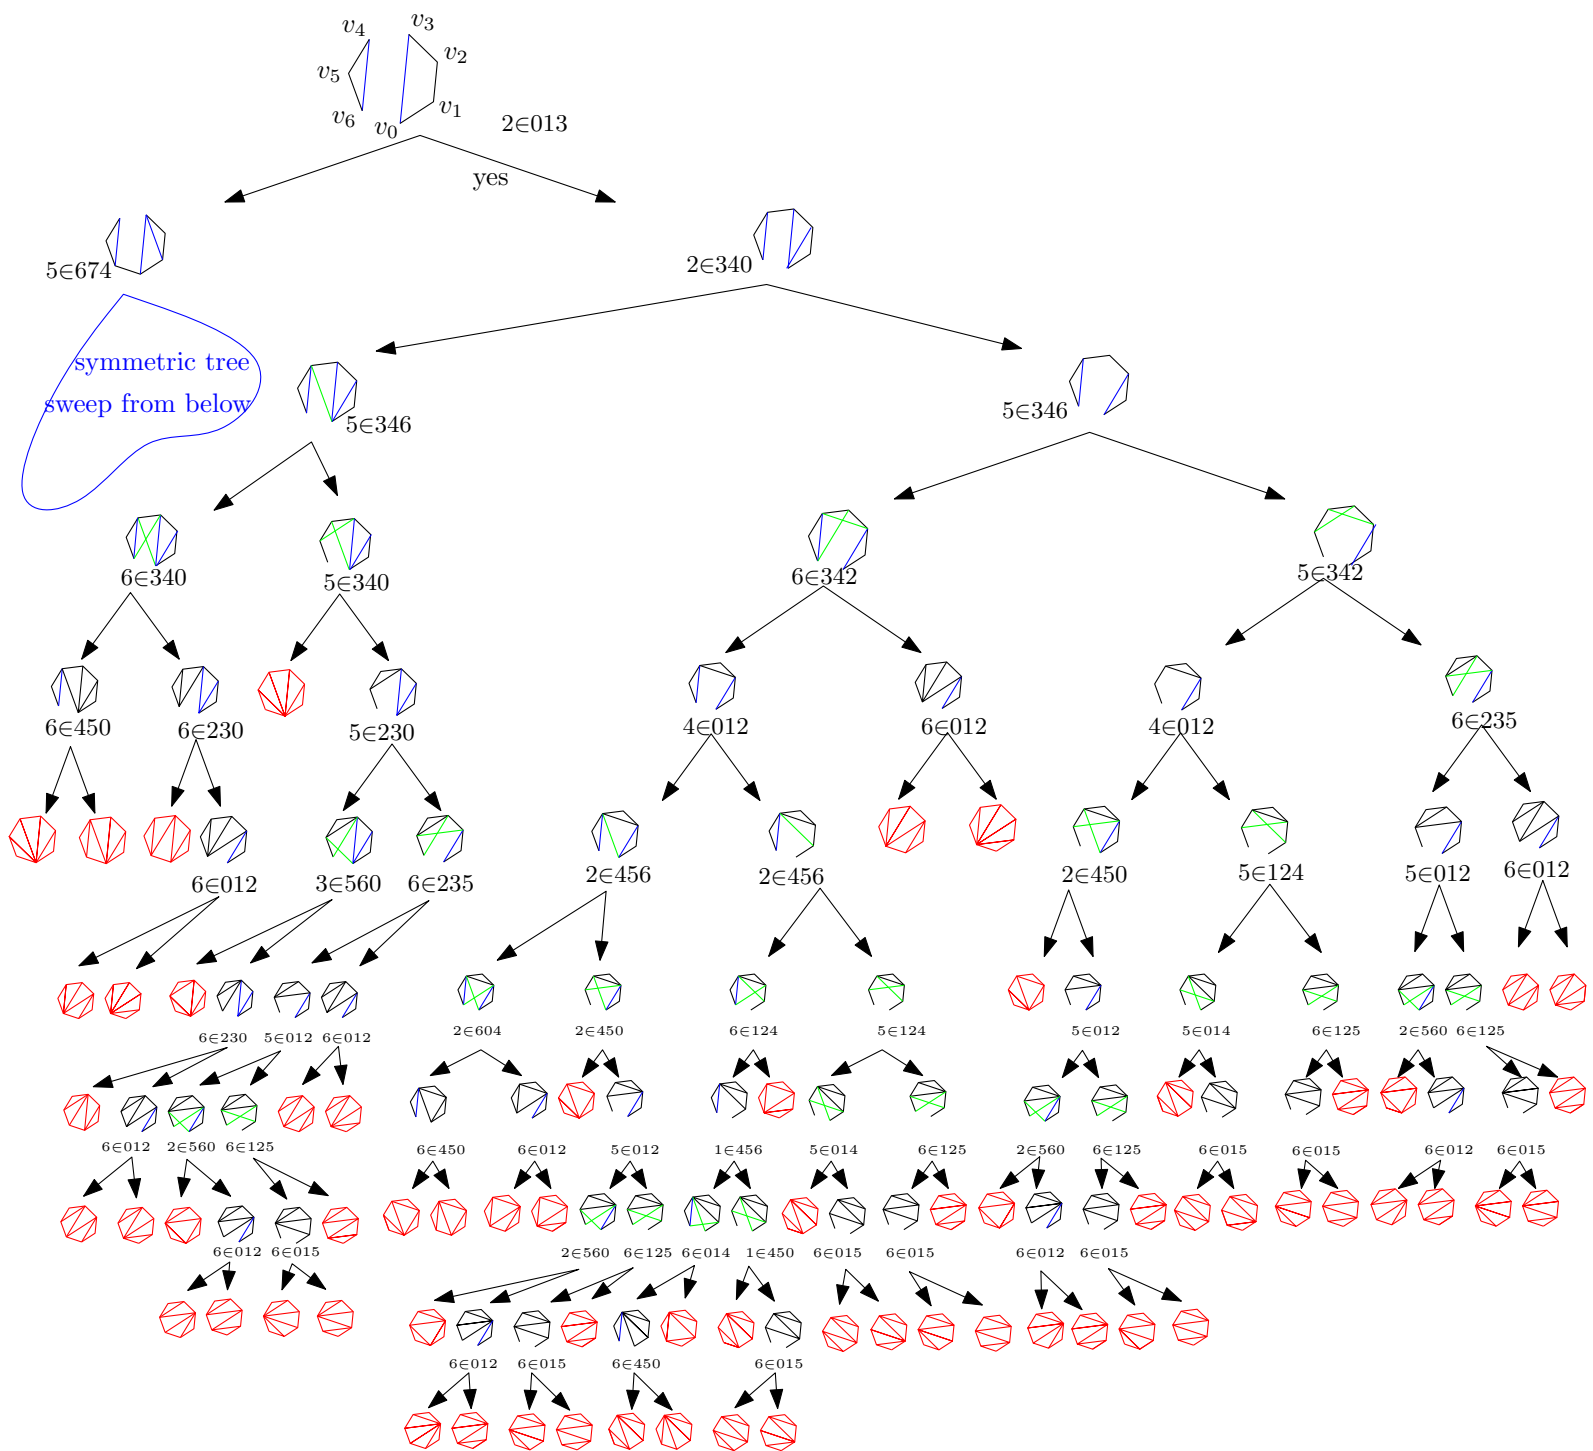 v4 v3
v2
v5
v1
v6 v0 2∈013
yes
5∈674 2∈340
symmetric tree
sweep from below
5∈346 5∈346
6∈340 5∈340 6∈342 5∈342
6∈450 6∈230 5∈230 4∈012 6∈012 4∈012 6∈235
6∈012 3∈560 6∈235 2∈456 2∈456 2∈450 5∈124 5∈012 6∈012
6∈230 5∈012 6∈012 2∈604 2∈450 6∈124 5∈124 5∈012 5∈014 6∈125 2∈560 6∈125
6∈012 2∈560 6∈125 6∈450 6∈012 5∈012 1∈456 5∈014 6∈125 2∈560 6∈125 6∈015 6∈015 6∈012 6∈015
6∈012 6∈015 2∈560 6∈125 6∈014 1∈450 6∈015 6∈015 6∈012 6∈015
6∈012 6∈015 6∈450 6∈015